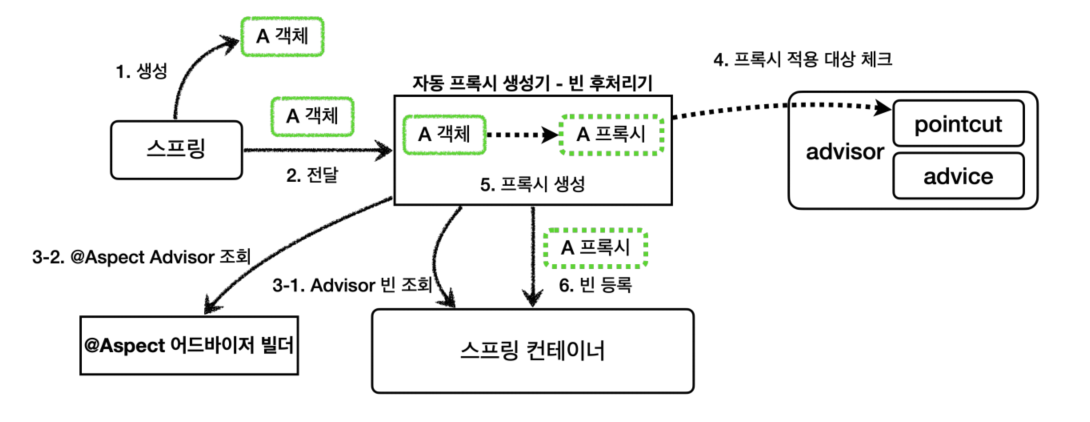 A 객체
1. 생성
스프링
A 객체
2. 전달
자동 프록시 생성기 - 빈 후처리기
A 객체
A 프록시
5. 프록시 생성
4. 프록시 적용 대상 체크
advisor
pointcut
advice
3-2. @Aspect Advisor 조회
3-1. Advisor 빈 조회
A 프록시
6. 빈 등록
@Aspect 어드바이저 빌더
스프링 컨테이너